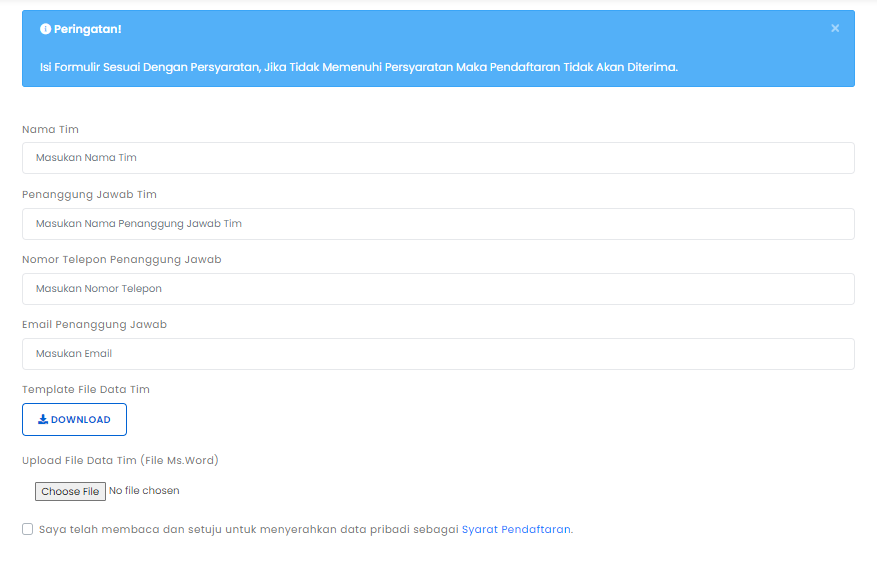 Peringatan!
Isi Formulir Sesuai Dengan Persyaratan, Jika Tidak Memenuhi Persyaratan Maka Pendaftaran Tidak Akan Diterima.
Nama Tim
Masukan Nama Tim
Penanggung Jawab Tim
Masukan Nama Penanggung Jawab Tim
Nomor Telepon Penanggung Jawab
Masukan Nomor Telepon
Email Penanggung Jawab
Masukan Email
Template File Data Tim
DOWNLOAD
Upload File Data Tim (File Ms.Word)
Choose File No file chosen
Saya telah membaca dan setuju untuk menyerahkan data pribadi sebagai Syarat Pendaftaran.